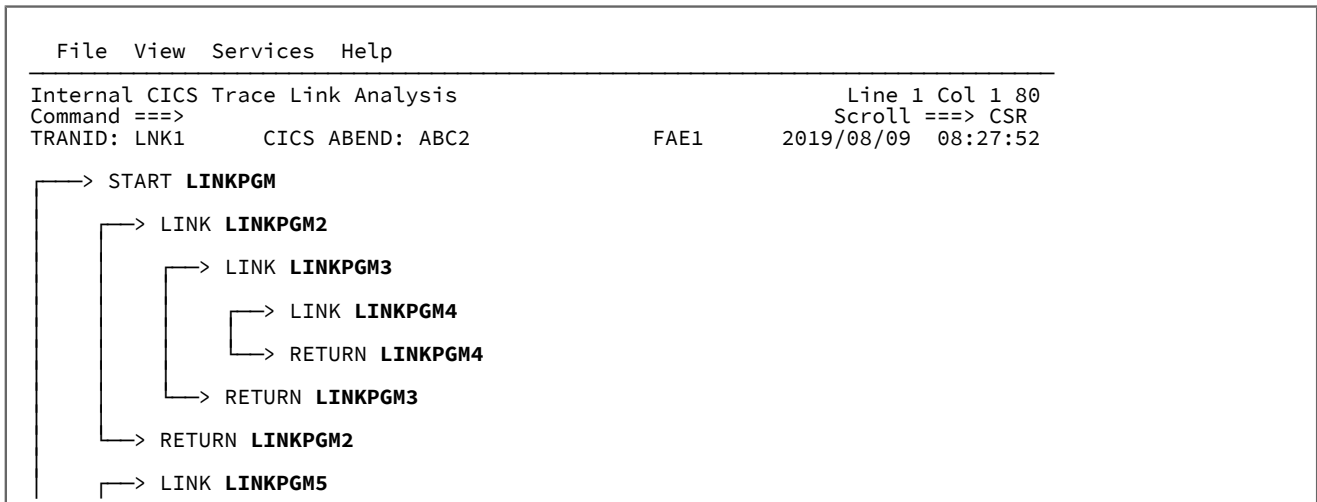 File View Services Help
Internal CICS Trace Link Analysis Line 1 Col 1 80
Command ===> Scroll ===> CSR
TRANID: LNK1 CICS ABEND: ABC2 FAE1 2019/08/09 08:27:52
> START LINKPGM
> LINK LINKPGM2
> LINK LINKPGM3
> LINK LINKPGM4
> RETURN LINKPGM4
> RETURN LINKPGM3
> RETURN LINKPGM2
> LINK LINKPGM5